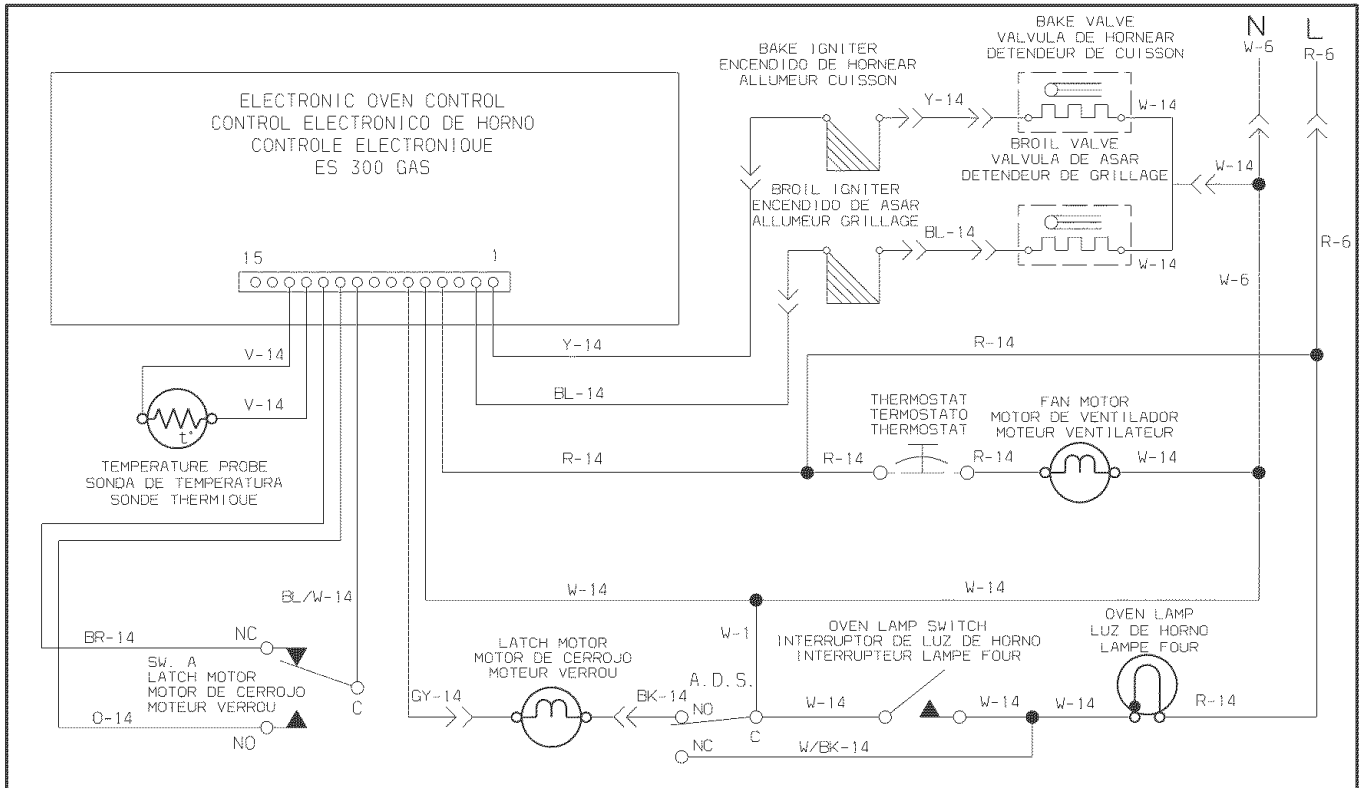 BAKE VALVE
VALVULA DE HORNEAR
DETENDEUR DE CUISSON
N
W-6
L
R-6
BAKE IGNITER
ENCENDIDO DE HORNEAR
ALLUMEUR CUISSON
ELECTRONIC OVEN CONTROL
CONTROL ELECTRONICO DE HORNO
CONTROLE ELECTRONIQUE
ES 300 GAS
Y-14
W-14
BROIL VALVE
VALVULA DE ASAR
DETENDEUR DE GRILLAGE
W-14
BROIL IGNITER
ENCENDIDO DE ASAR
ALLUMEUR GRILLAGE
BL-14
W-14
R-6
W-6
15
1
Y-14
R-14
V-14
BL-14
V-14
THERMOSTAT
TERMOSTATO
THERMOSTAT
FAN MOTOR
MOTOR DE VENTILADOR
MOTEUR VENTILATEUR
t°
R-14
R-14
R-14
W-14
TEMPERATURE PROBE
SONDA DE TEMPERATURA
SONDE THERMIQUE
BL/W-14
W-14
W-14
BR-14
NC
SW. A
LATCH MOTOR
MOTOR DE CERROJO
MOTEUR VERROU
C
O-14
NO
LATCH MOTOR
MOTOR DE CERROJO
MOTEUR VERROU
W-1
OVEN LAMP SWITCH
INTERRUPTOR DE LUZ DE HORNO
INTERRUPTEUR LAMPE FOUR
OVEN LAMP
LUZ DE HORNO
LAMPE FOUR
A.D.S.
GY-14
BK-14
NO
C
W-14
W-14
W-14
R-14
NC
W/BK-14